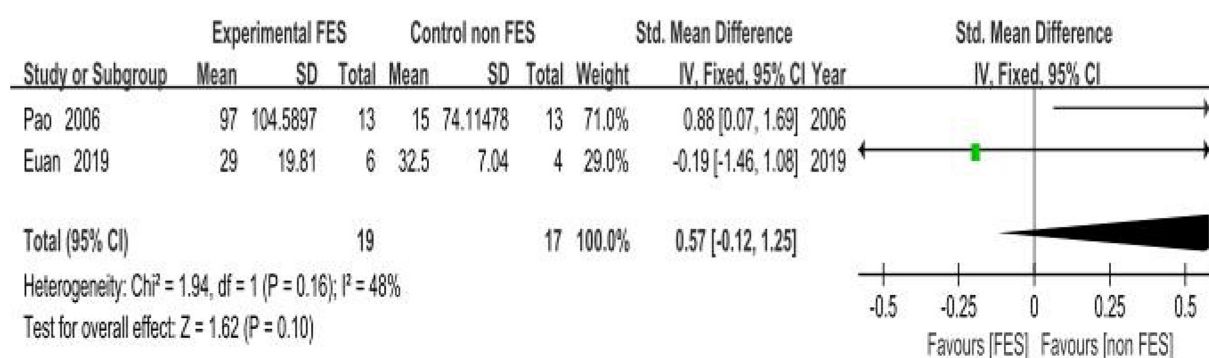 Experimental FES Control non FES Std. Mean Difference Std. Mean Difference
Study or Subgroup Mean SD Total Mean SD Total Weight IV, Fixed, 95% CI Year IV, Fixed, 95% CI
Pao 2006 97 104.5897 13 15 74.11478 13 71.0% 0.88 [0.07, 1.69] 2006
Euan 2019 29 19.81 6 32.5 7.04 4 29.0% -0.19 [-1.46, 1.08] 2019
Total (95% CI) 19 17 100.0% 0.57 [-0.12, 1.25]
Heterogeneity: Chi² = 1.94, df = 1 (P = 0.16); I² = 48%
Test for overall effect: Z = 1.62 (P = 0.10)
-0.5 -0.25 0 0.25 0.5
Favours [FES] Favours [non FES]